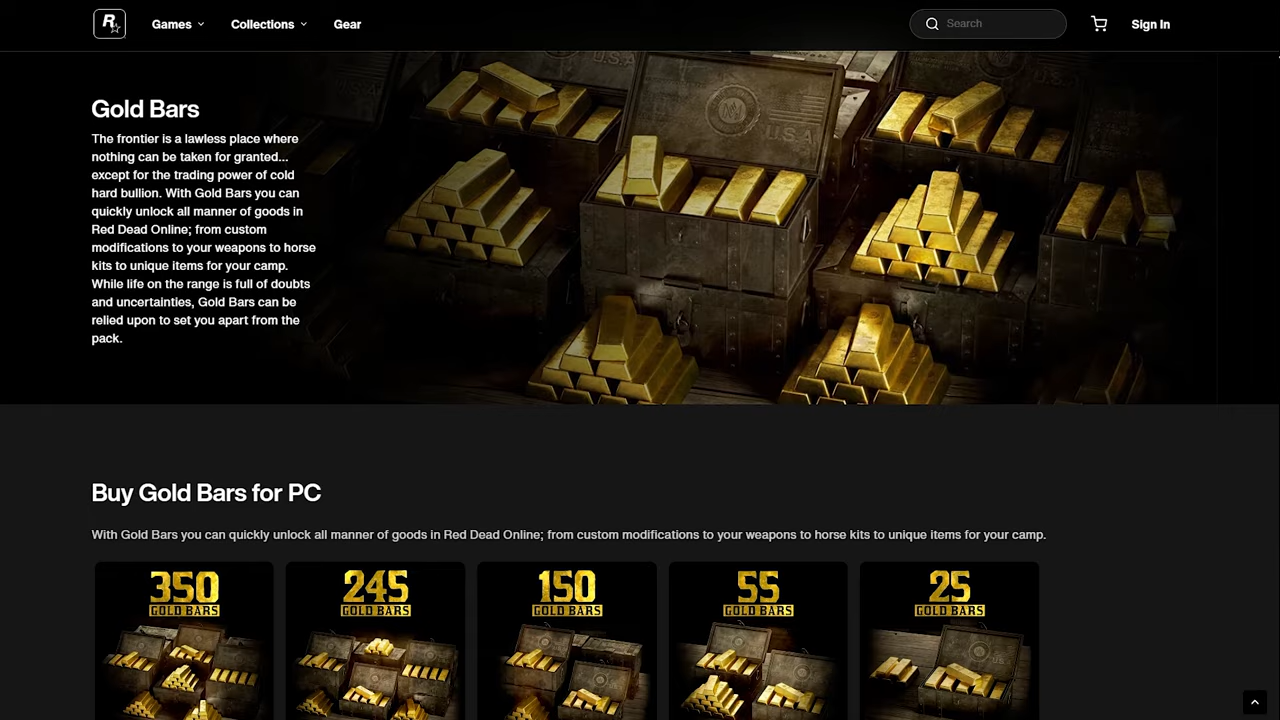 Games
Collections
Gear
Search
Sign In
U.S.A
U.S.A
U.S.A
Gold Bars
The frontier is a lawless place where
nothing can be taken for granted...
except for the trading power of cold
hard bullion. With Gold Bars you can
quickly unlock all manner of goods in
Red Dead Online; from custom
modifications to your weapons to horse
kits to unique items for your camp.
While life on the range is full of doubts
and uncertainties, Gold Bars can be
relied upon to set you apart from the
pack.
Buy Gold Bars for PC
With Gold Bars you can quickly unlock all manner of goods in Red Dead Online; from custom modifications to your weapons to horse kits to unique items for your camp.
350
GOLD BARS
245
GOLD BARS
150
GOLD BARS
55
GOLD BARS
25
GOLD BARS